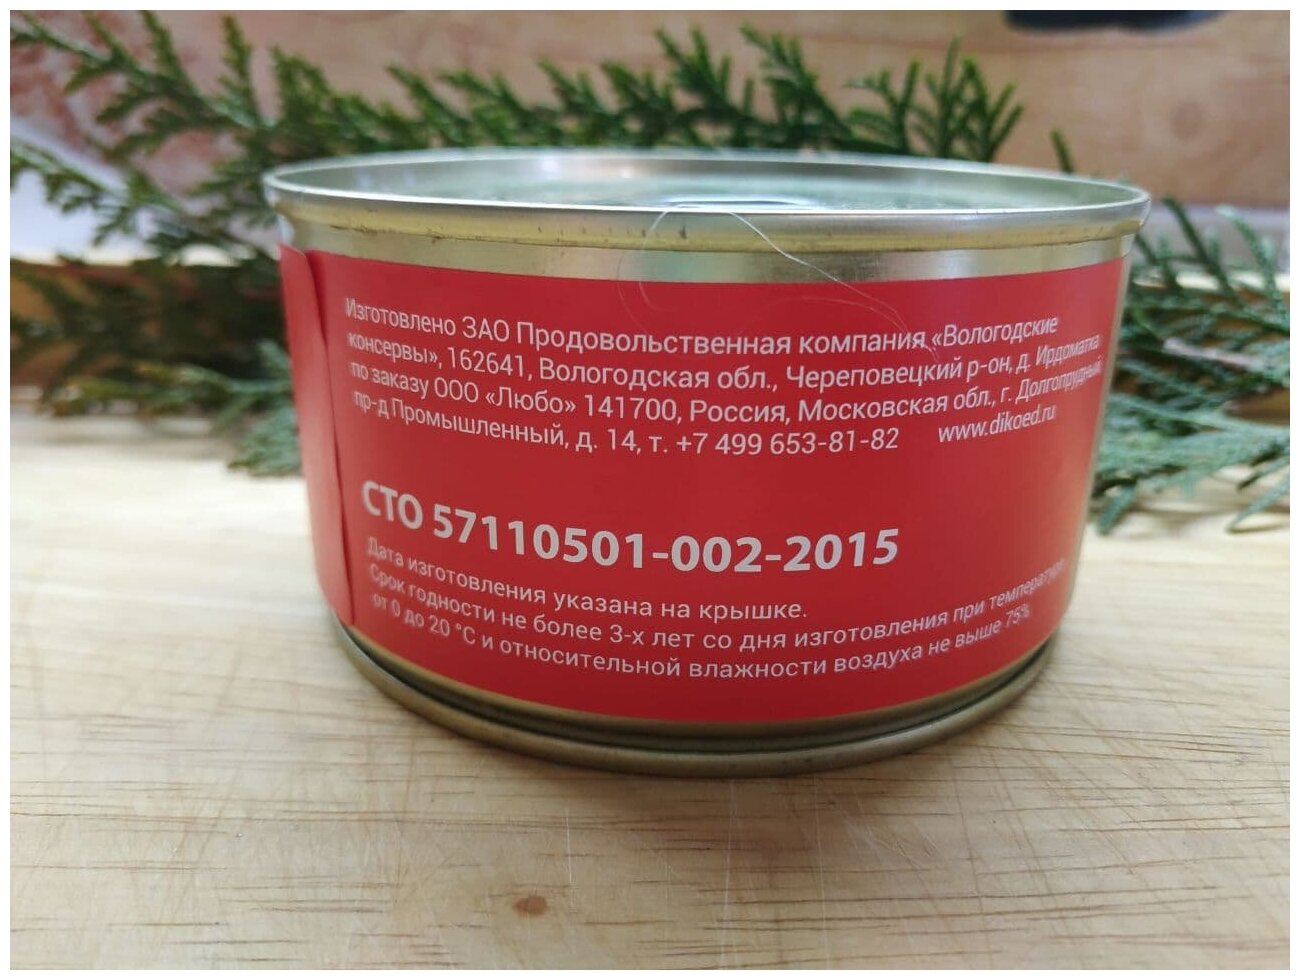 Изготовлено ЗАО Продовольственная компания «Вологодские
консервы», 162641, Вологодская обл., Череповецкий р-он, д. Ирдоматка
по заказу ООО «Любо» 141700, Россия, Московская обл., г. Долгопрудный
пр-д Промышленный, д. 14, т. +7 499 653-81-82 www.dikoed.ru
СТО 57110501-002-2015
Дата изготовления указана на крышке.
Срок годности не более 3-х лет со дня изготовления при температуре
от 0 до 20 °С и относительной влажности воздуха не выше 75%